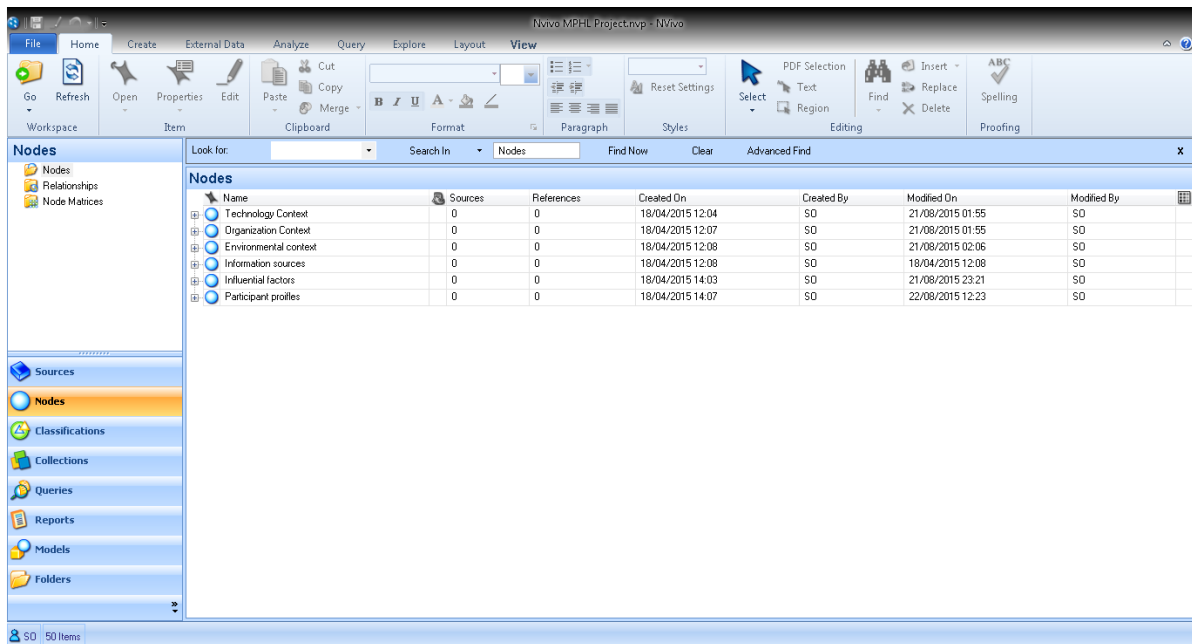 Nvivo MPHL Project.nvp - NVivo
File Home Create External Data Analyze Query Explore Layout View
Go Refresh Open Properties Edit Paste Cut Copy Merge B I U A Reset Settings Select PDF Selection Text Region Find Insert Replace Delete ABC Spelling
Workspace Item Clipboard Format Paragraph Styles Editing Proofing
Nodes
Nodes
Relationships
Node Matrices
Look for: Search In Nodes Find Now Clear Advanced Find x
Nodes
Name Sources References Created On Created By Modified On Modified By
Technology Context 0 0 18/04/2015 12:04 SO 21/08/2015 01:55 SO
Organization Context 0 0 18/04/2015 12:07 SO 21/08/2015 01:55 SO
Environmental context 0 0 18/04/2015 12:08 SO 21/08/2015 02:06 SO
Information sources 0 0 18/04/2015 12:08 SO 18/04/2015 12:08 SO
Influential factors 0 0 18/04/2015 14:03 SO 21/08/2015 23:21 SO
Participant proifles 0 0 18/04/2015 14:07 SO 22/08/2015 12:23 SO
Sources
Nodes
Classifications
Collections
Queries
Reports
Models
Folders
SO 50 Items